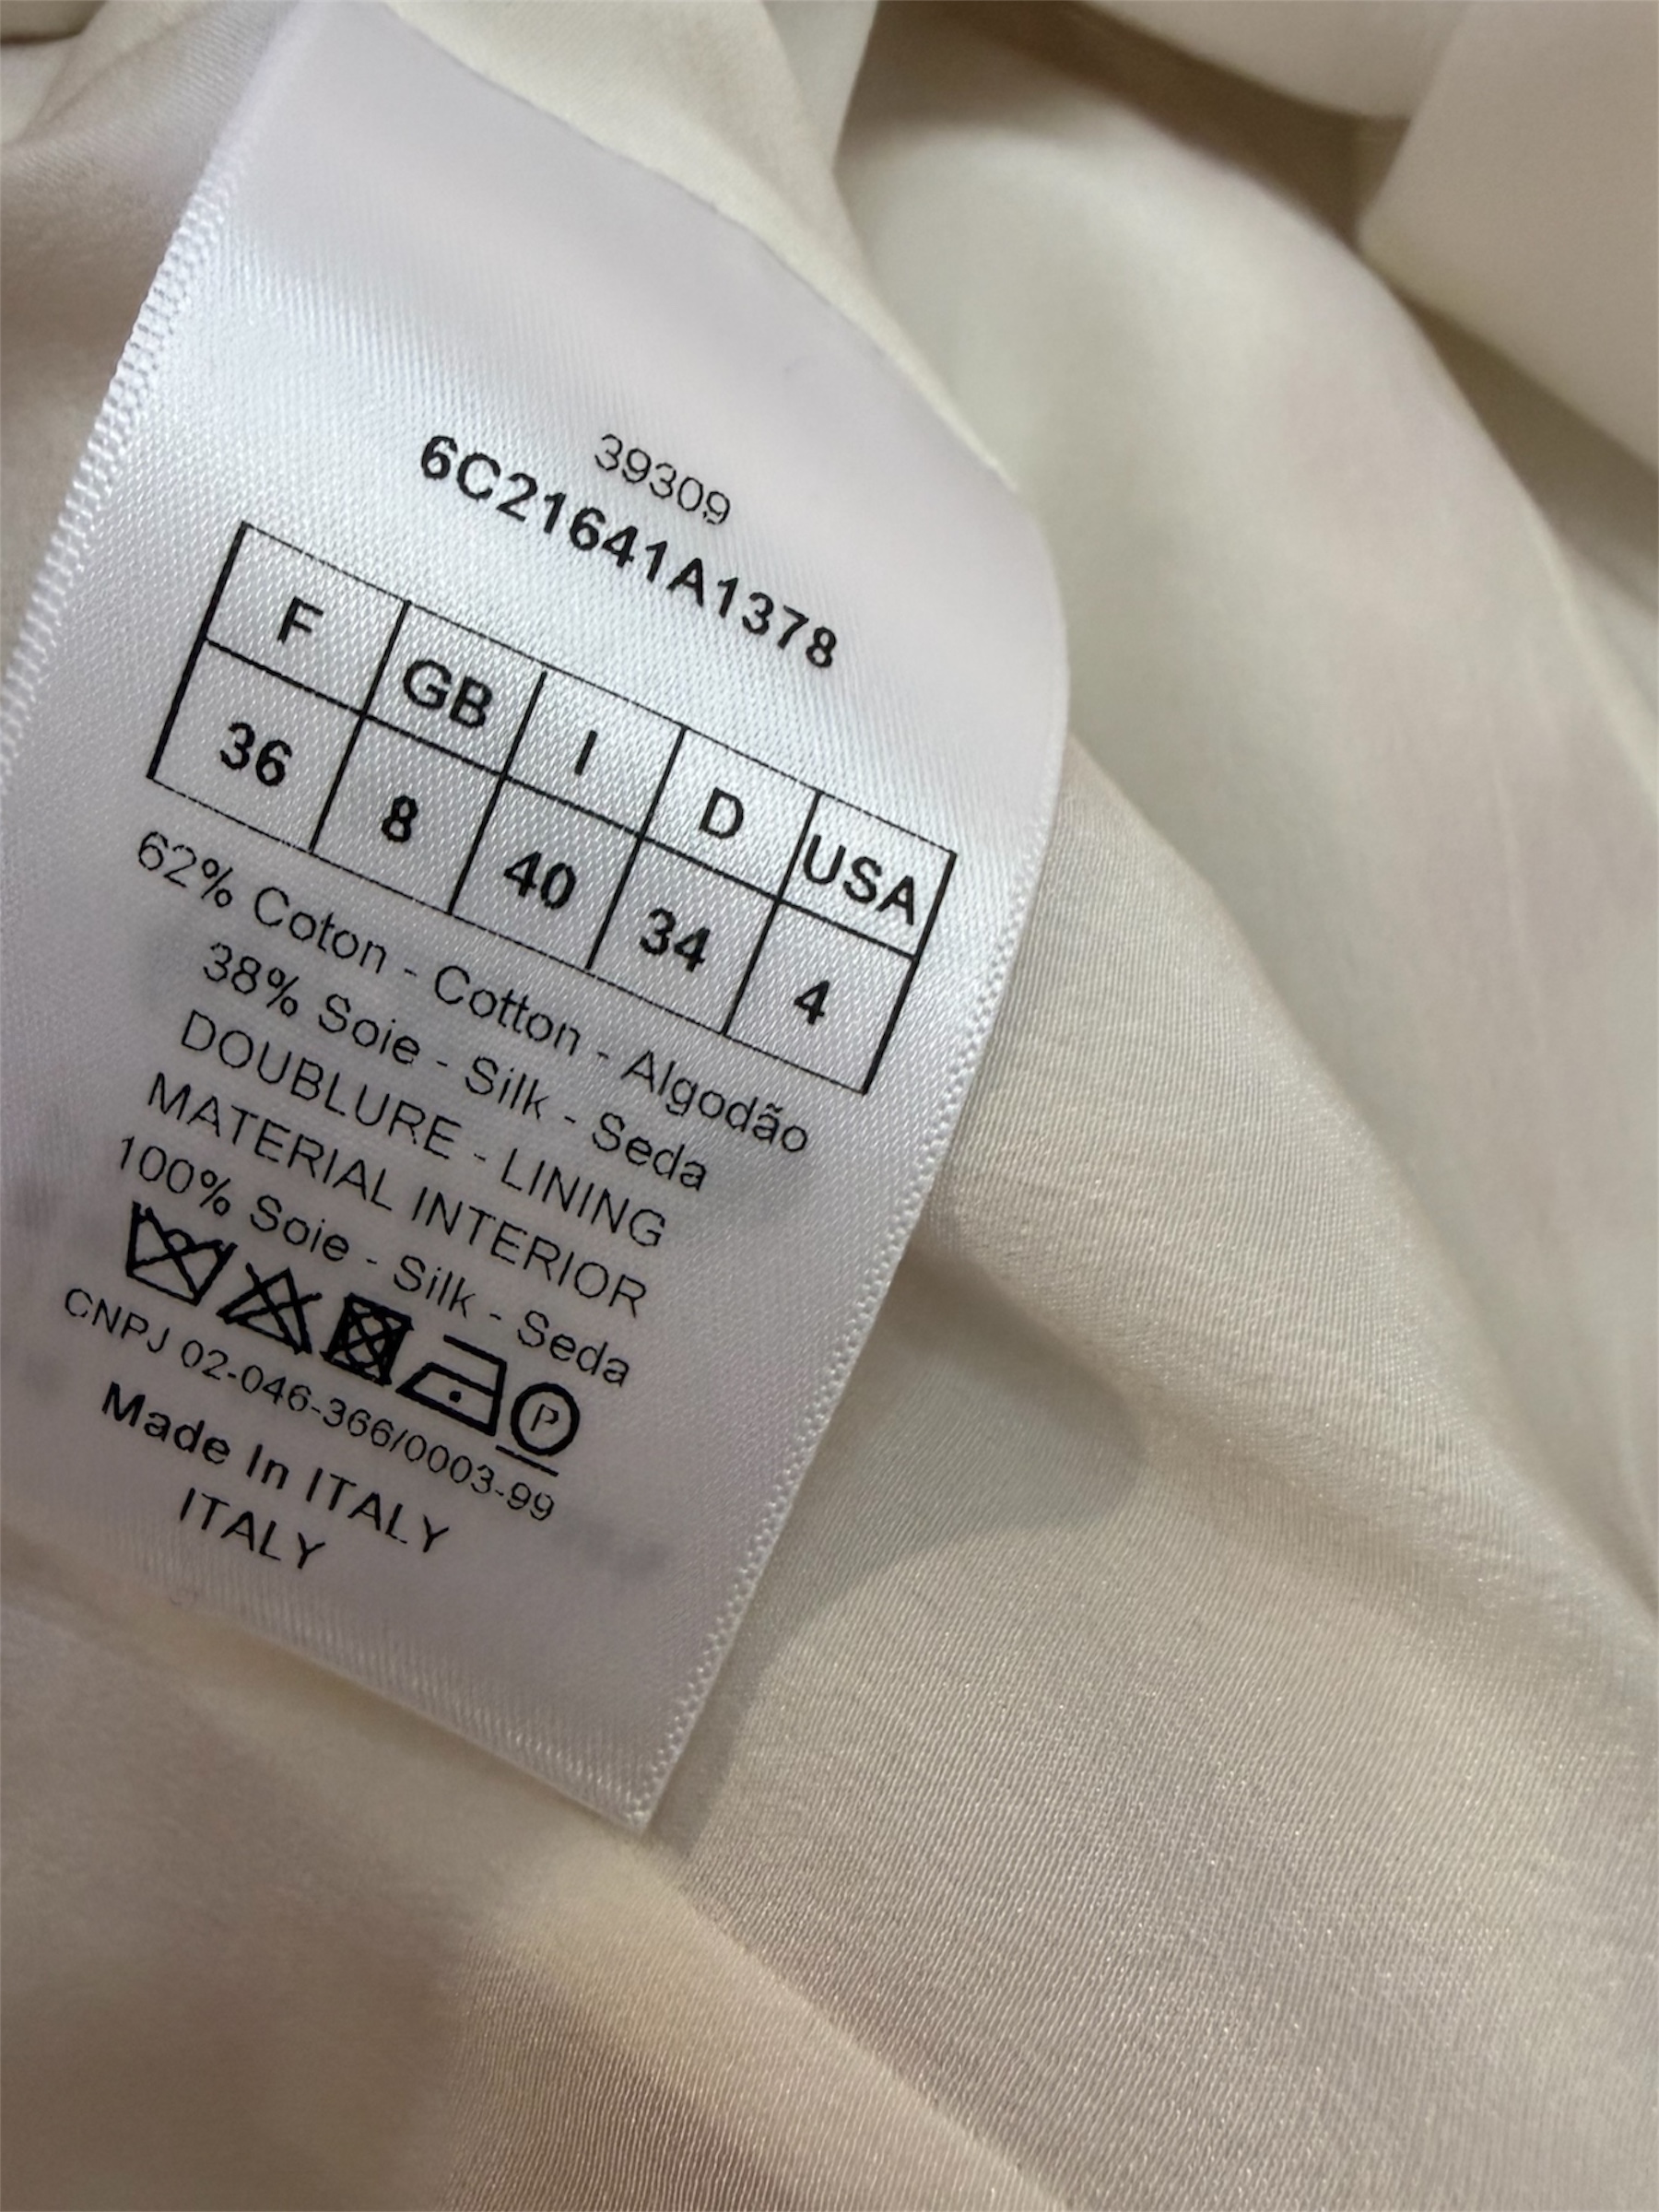 39309
6C21641A1378
F GB I D USA
36 8 40 34 4
62% Coton - Cotton - Algodão
38% Soie - Silk - Seda
DOUBLURE - LINING
MATERIAL INTERIOR
100% Soie - Silk - Seda
P
CNPJ 02-046-366/0003-99
Made In ITALY
ITALY